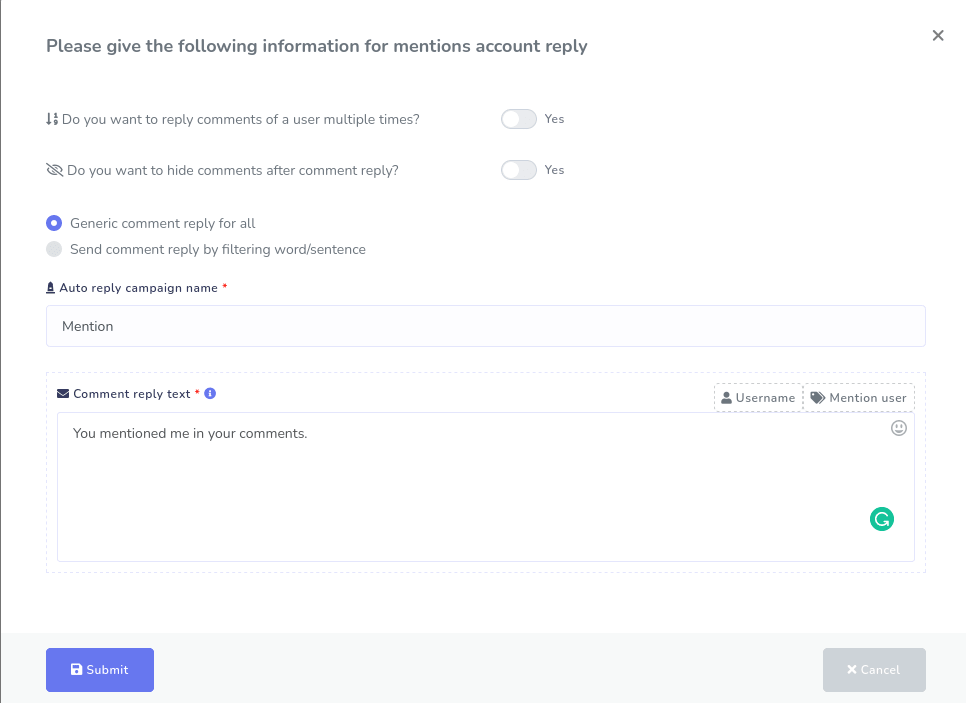 Please give the following information for mentions account reply
Do you want to reply comments of a user multiple times? Yes
Do you want to hide comments after comment reply? Yes
Generic comment reply for all
Send comment reply by filtering word/sentence
Auto reply campaign name *
Mention
Comment reply text * Username Mention user
You mentioned me in your comments.
Submit Cancel